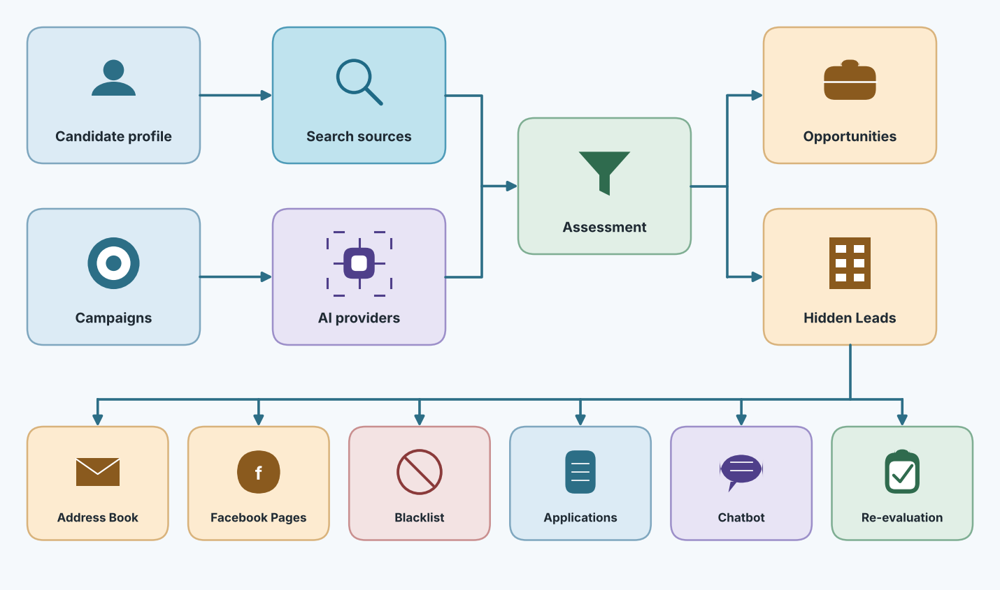 Candidate profile
Search sources
Opportunities
Assessment
Campaigns
AI providers
Hidden Leads
Address Book
f
Facebook Pages
Blacklist
Applications
Chatbot
Re-evaluation